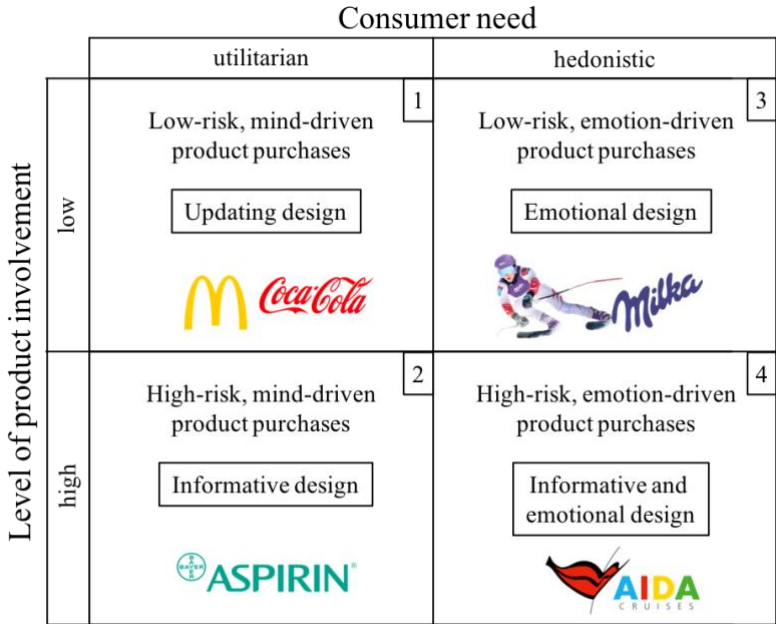 Consumer need
utilitarian
hedonistic
Level of product involvement
low
high
1
Low-risk, mind-driven
product purchases
Updating design
Coca-Cola
3
Low-risk, emotion-driven
product purchases
Emotional design
Milka
2
High-risk, mind-driven
product purchases
Informative design
BAYER
ASPIRIN®
4
High-risk, emotion-driven
product purchases
Informative and
emotional design
AIDA
CRUISES